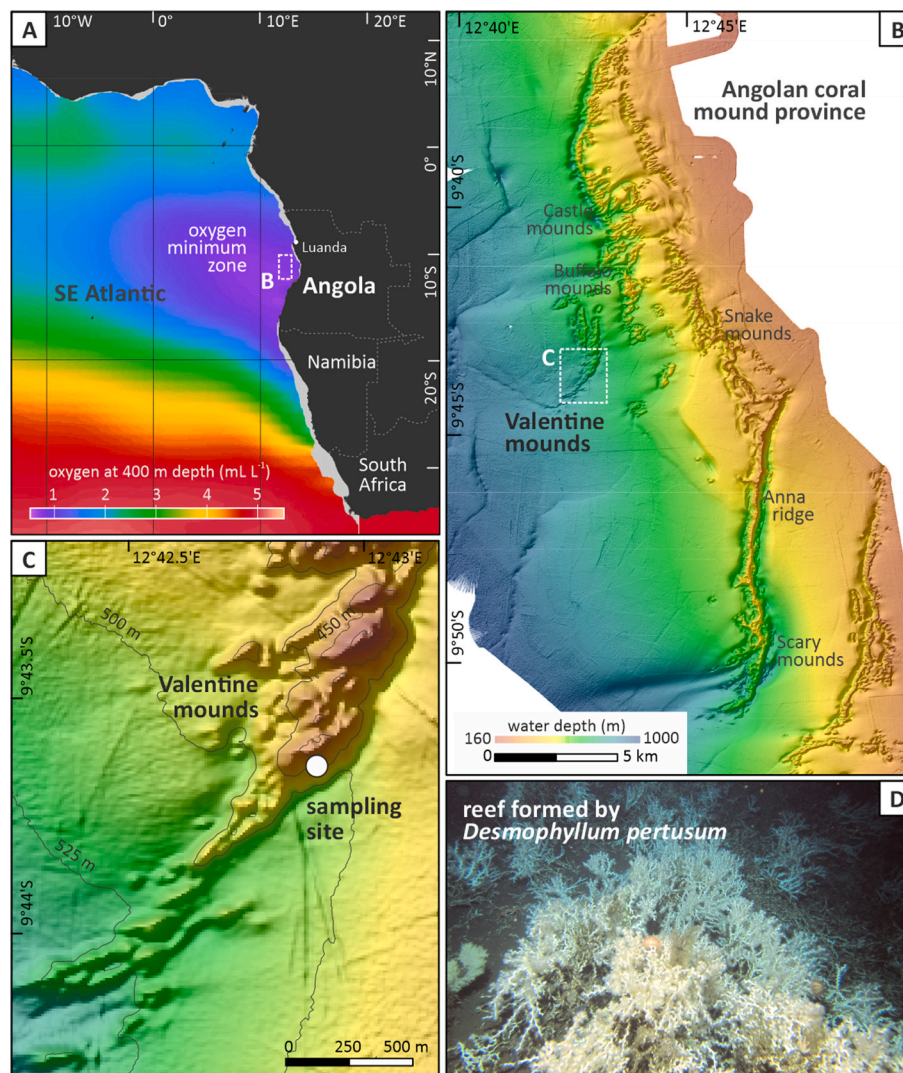 A
10°W
0°
10°E
20°E
10°N
0°
10°S
20°S
oxygen
minimum
zone
Luanda
B
Angola
SE Atlantic
Namibia
South
Africa
oxygen at 400 m depth (mL L⁻¹)
1 2 3 4 5
B
12°40'E
12°45'E
Angolan coral
mound province
9°40'S
9°45'S
9°50'S
Castle
mounds
Buffalo
mounds
Snake
mounds
C
Valentine
mounds
Anna
ridge
Scary
mounds
water depth (m)
160 1000
0 5 km
C
12°42.5'E
12°43'E
500 m
450 m
9°43.5'S
Valentine
mounds
sampling
site
525 m
9°44'S
0 250 500 m
D
reef formed by
Desmophyllum pertusum